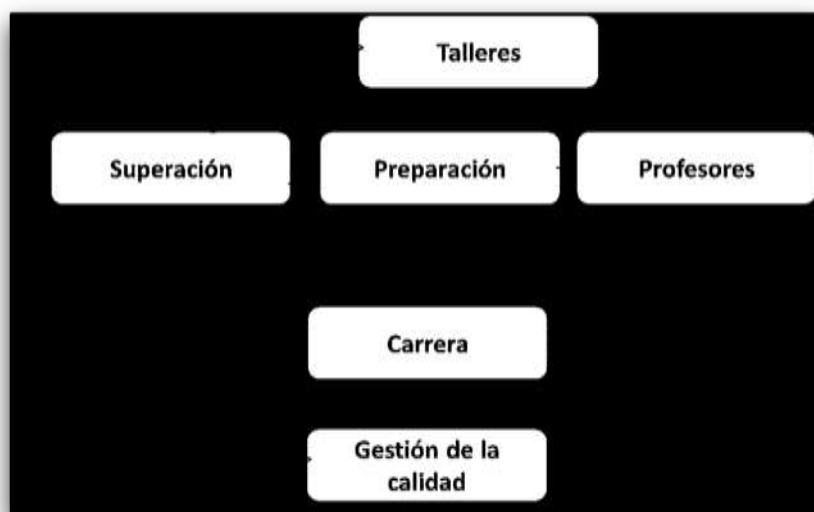 Talleres
Superación
Preparación
Profesores
Carrera
Gestión de la
calidad